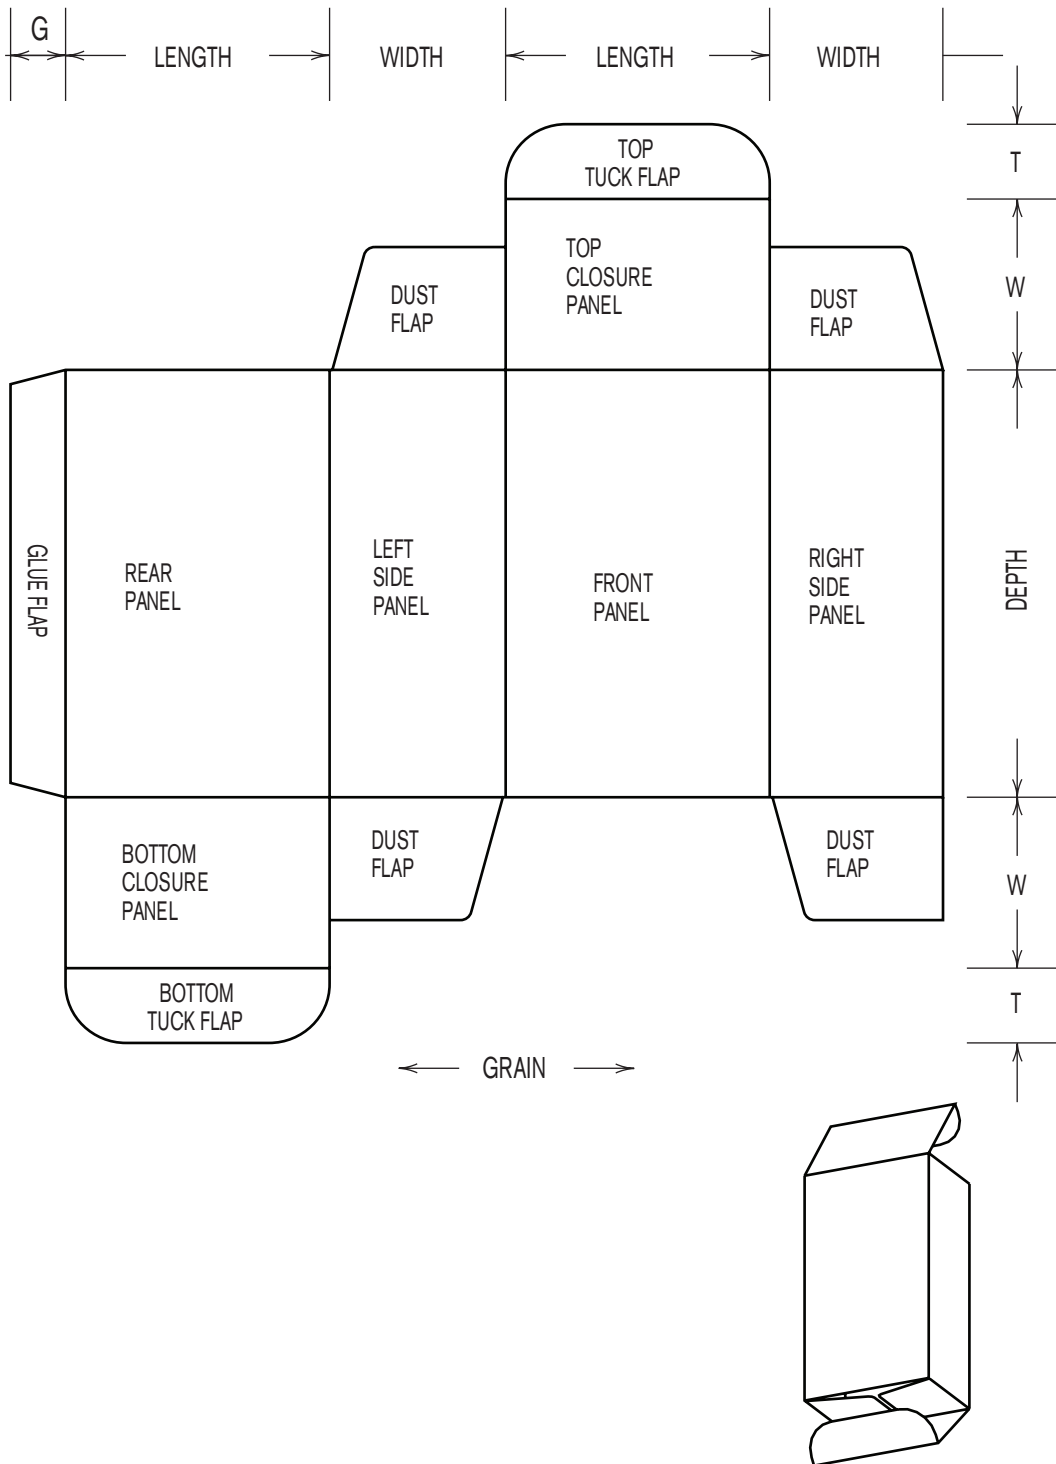 G
LENGTH
WIDTH
LENGTH
WIDTH
TOP
TUCK FLAP
T
TOP
CLOSURE
PANEL
DUST
FLAP
DUST
FLAP
W
GLUE FLAP
REAR
PANEL
LEFT
SIDE
PANEL
FRONT
PANEL
RIGHT
SIDE
PANEL
DEPTH
BOTTOM
CLOSURE
PANEL
DUST
FLAP
DUST
FLAP
W
BOTTOM
TUCK FLAP
T
GRAIN